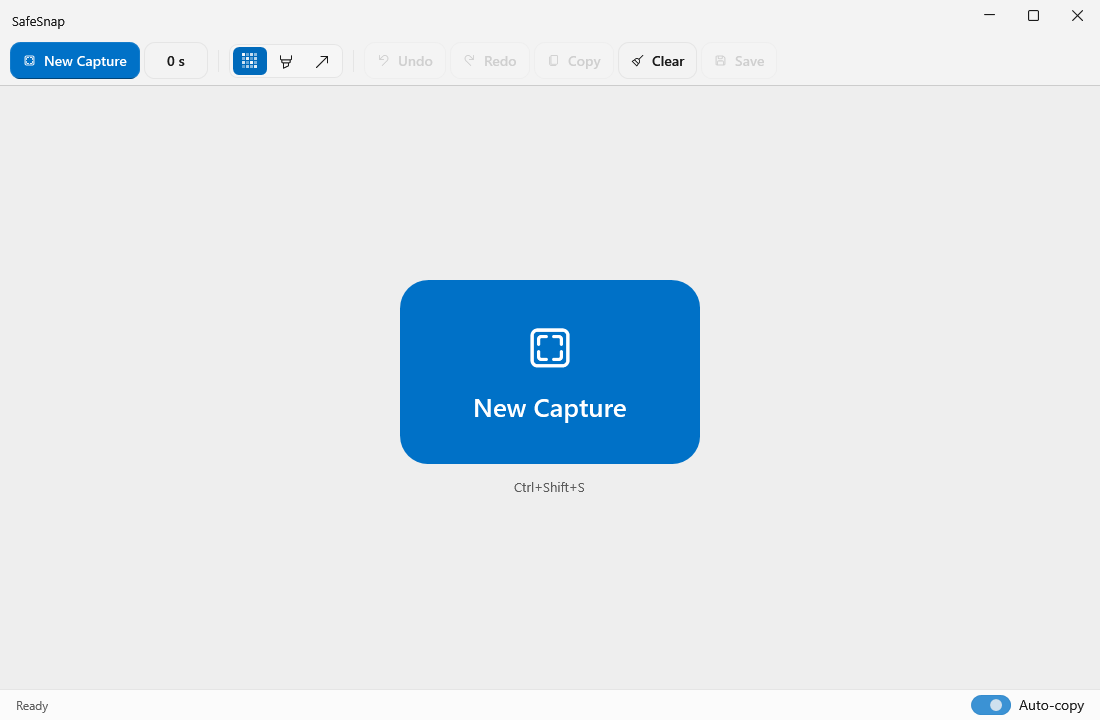 SafeSnap
New Capture
0 s
Undo
Redo
Copy
Clear
Save
New Capture
Ctrl+Shift+S
Ready
Auto-copy